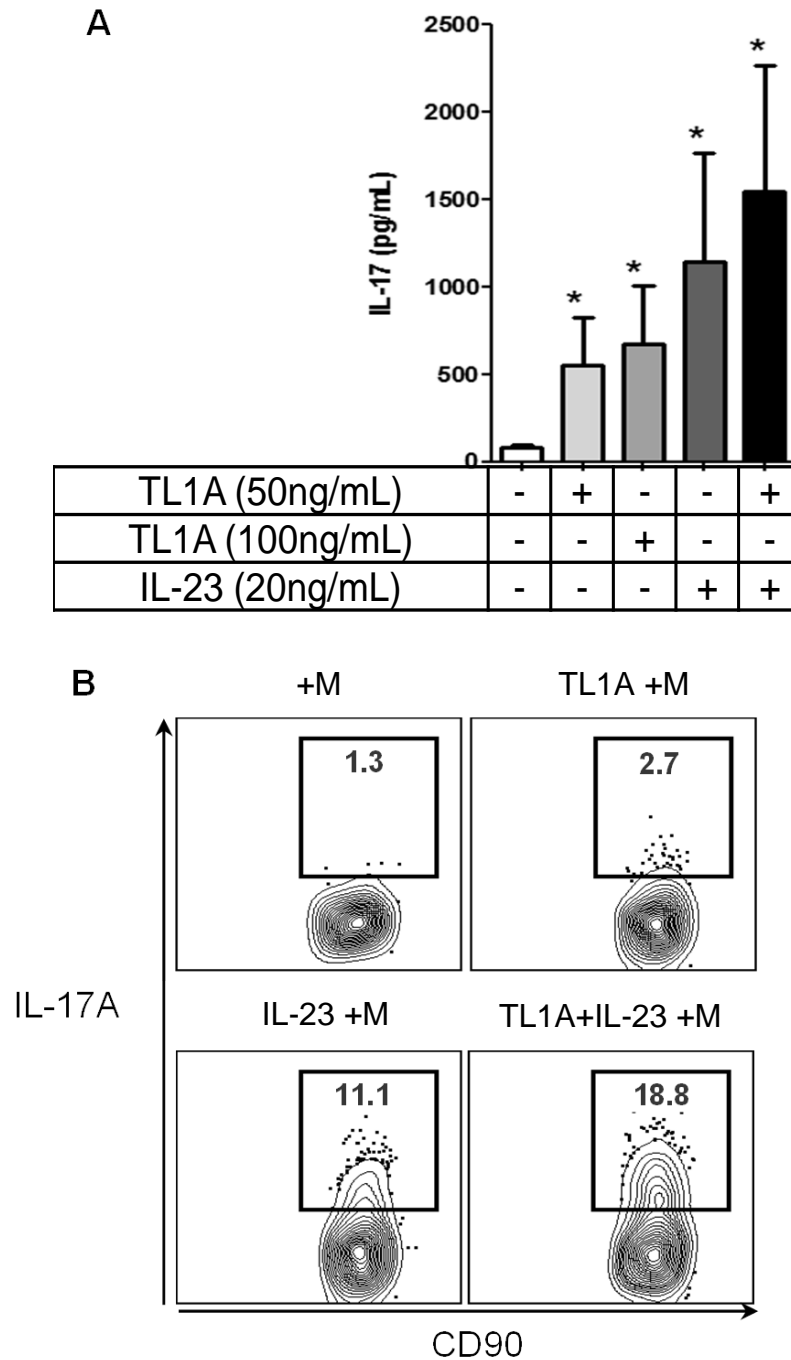 A
2500
2000
1500
1000
500
0
IL-17 (pg/mL)
* * * *
TL1A (50ng/mL) - + - - +
TL1A (100ng/mL) - - + - -
IL-23 (20ng/mL) - - - + +
B
+M TL1A +M
1.3 2.7
IL-23 +M TL1A+IL-23 +M
11.1 18.8
IL-17A
CD90